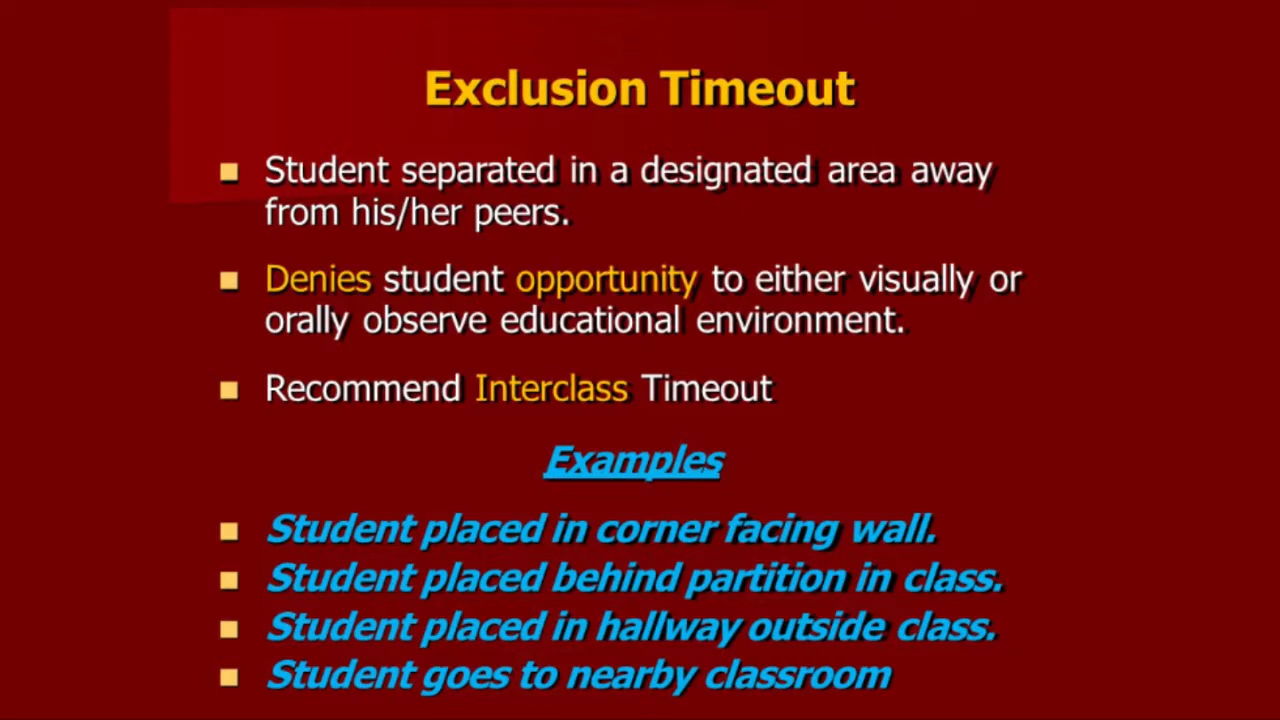 Exclusion Timeout
Student separated in a designated area away
from his/her peers.
Denies student opportunity to either visually or
orally observe educational environment.
Recommend Interclass Timeout
Examples
Student placed in corner facing wall.
Student placed behind partition in class.
Student placed in hallway outside class.
Student goes to nearby classroom